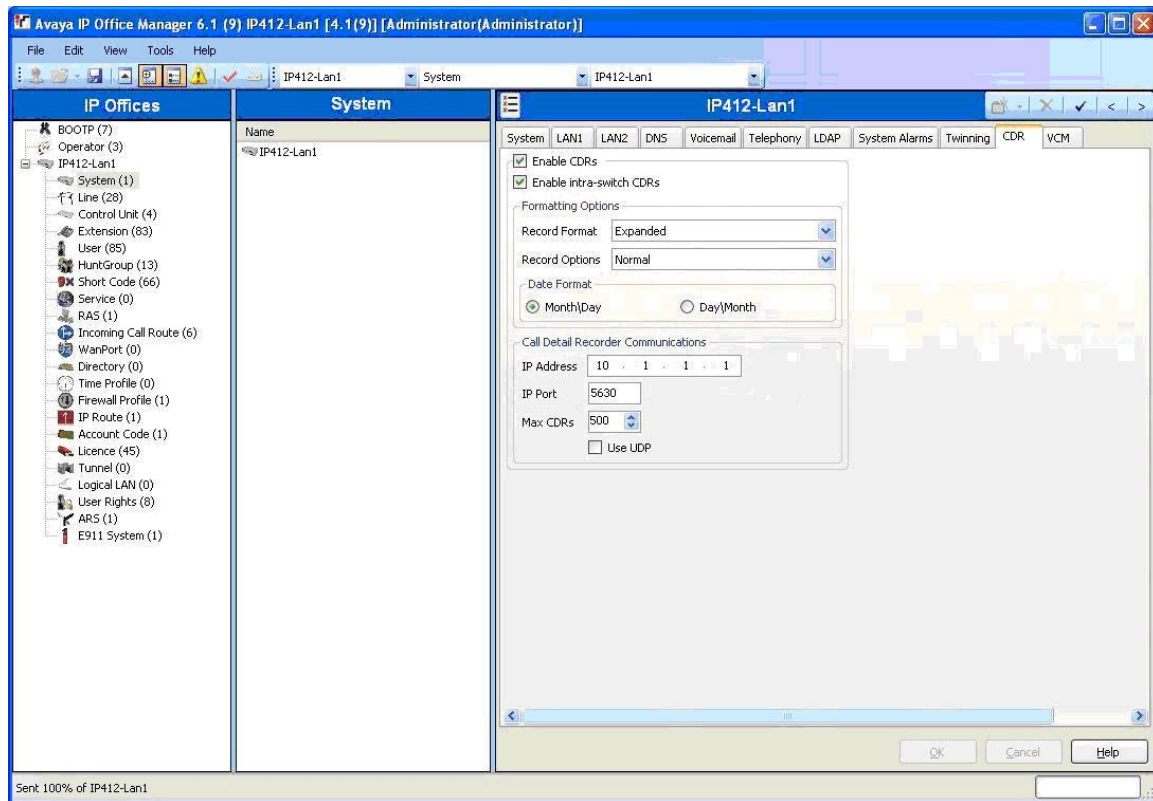 Avaya IP Office Manager 6.1 (9) IP412-Lan1 [4.1(9)] [Administrator(Administrator)]
File Edit View Tools Help
IP412-Lan1 System IP412-Lan1
IP Offices
BOOTP (7)
Operator (3)
IP412-Lan1
System (1)
Line (28)
Control Unit (4)
Extension (83)
User (85)
HuntGroup (13)
Short Code (66)
Service (0)
RAS (1)
Incoming Call Route (6)
WanPort (0)
Directory (0)
Time Profile (0)
Firewall Profile (1)
IP Route (1)
Account Code (1)
Licence (45)
Tunnel (0)
Logical LAN (0)
User Rights (8)
ARS (1)
E911 System (1)
System
Name
IP412-Lan1
IP412-Lan1
System LAN1 LAN2 DNS Voicemail Telephony LDAP System Alarms Twinning CDR VCM
Enable CDRs
Enable intra-switch CDRs
Formatting Options
Record Format Expanded
Record Options Normal
Date Format
Month\Day Day\Month
Call Detail Recorder Communications
IP Address 10 . 1 . 1 . 1
IP Port 5630
Max CDRs 500
Use UDP
OK Cancel Help
Sent 100% of IP412-Lan1